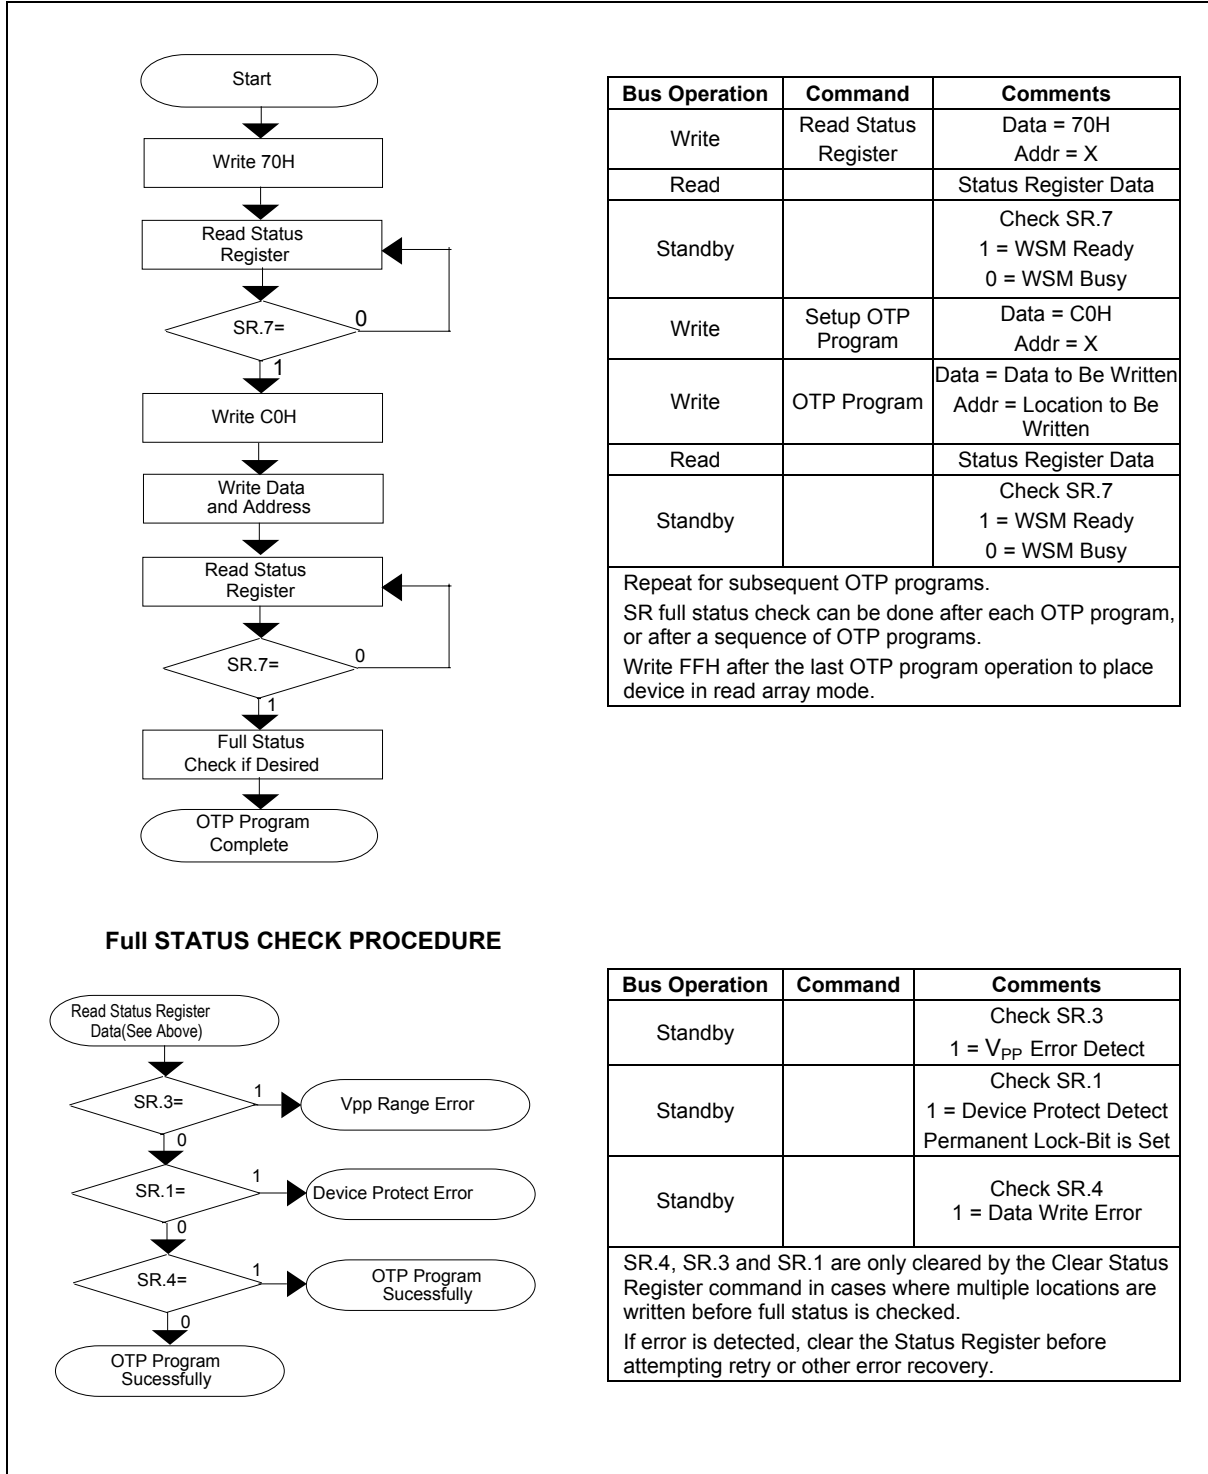 Start
Write 70H
Read Status
Register
SR.7=
0
1
Write C0H
Write Data
and Address
Read Status
Register
SR.7=
0
1
Full Status
Check if Desired
OTP Program
Complete
Bus Operation Command Comments
Write Read Status Register Data = 70H
Addr = X
Read Status Register Data
Standby Check SR.7
1 = WSM Ready
0 = WSM Busy
Write Setup OTP Program Data = C0H
Addr = X
Write OTP Program Data = Data to Be Written
Addr = Location to Be
Written
Read Status Register Data
Standby Check SR.7
1 = WSM Ready
0 = WSM Busy
Repeat for subsequent OTP programs.
SR full status check can be done after each OTP program,
or after a sequence of OTP programs.
Write FFH after the last OTP program operation to place
device in read array mode.
Full STATUS CHECK PROCEDURE
Read Status Register
Data(See Above)
SR.3=
1
Vpp Range Error
0
SR.1=
1
Device Protect Error
0
SR.4=
1
OTP Program
Sucessfully
0
OTP Program
Sucessfully
Bus Operation Command Comments
Standby Check SR.3
1 = VPP Error Detect
Standby Check SR.1
1 = Device Protect Detect
Permanent Lock-Bit is Set
Standby Check SR.4
1 = Data Write Error
SR.4, SR.3 and SR.1 are only cleared by the Clear Status
Register command in cases where multiple locations are
written before full status is checked.
If error is detected, clear the Status Register before
attempting retry or other error recovery.